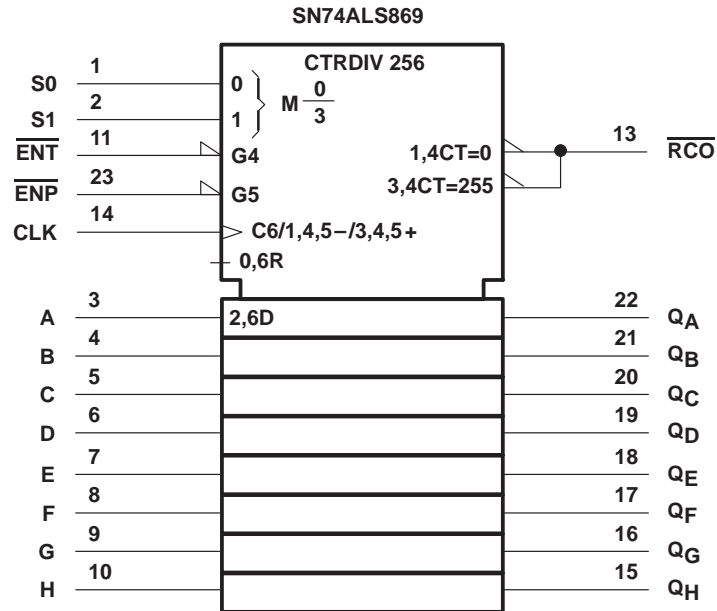 SN74ALS869
CTRDIV 256
S0 1 0
M 0/3
S1 2 1
ENT 11 G4
1,4CT=0 13 RCO
ENP 23 G5
3,4CT=255
CLK 14 C6/1,4,5−/3,4,5+
0,6R
A 3 2,6D 22 QA
B 4 21 QB
C 5 20 QC
D 6 19 QD
E 7 18 QE
F 8 17 QF
G 9 16 QG
H 10 15 QH